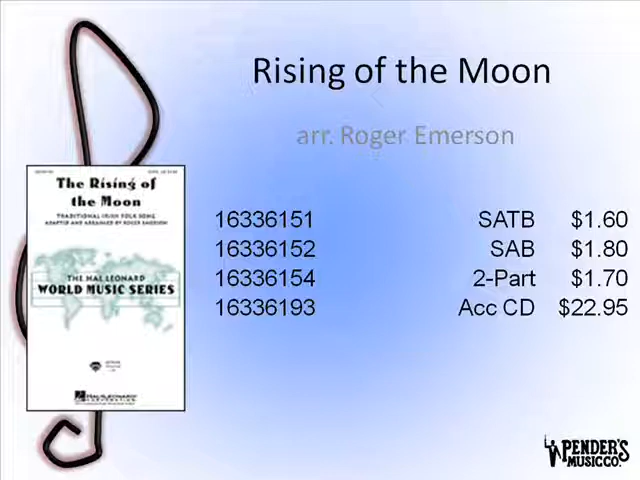 Rising of the Moon
arr. Roger Emerson
The Rising of
the Moon
TRADITIONAL IRISH FOLK SONG
ADAPTED AND ARRANGED BY ROGER EMERSON
THE HAL LEONARD
WORLD MUSIC SERIES
HAL•LEONARD
16336151 SATB $1.60
16336152 SAB $1.80
16336154 2-Part $1.70
16336193 Acc CD $22.95
PENDER'S
MUSIC CO.